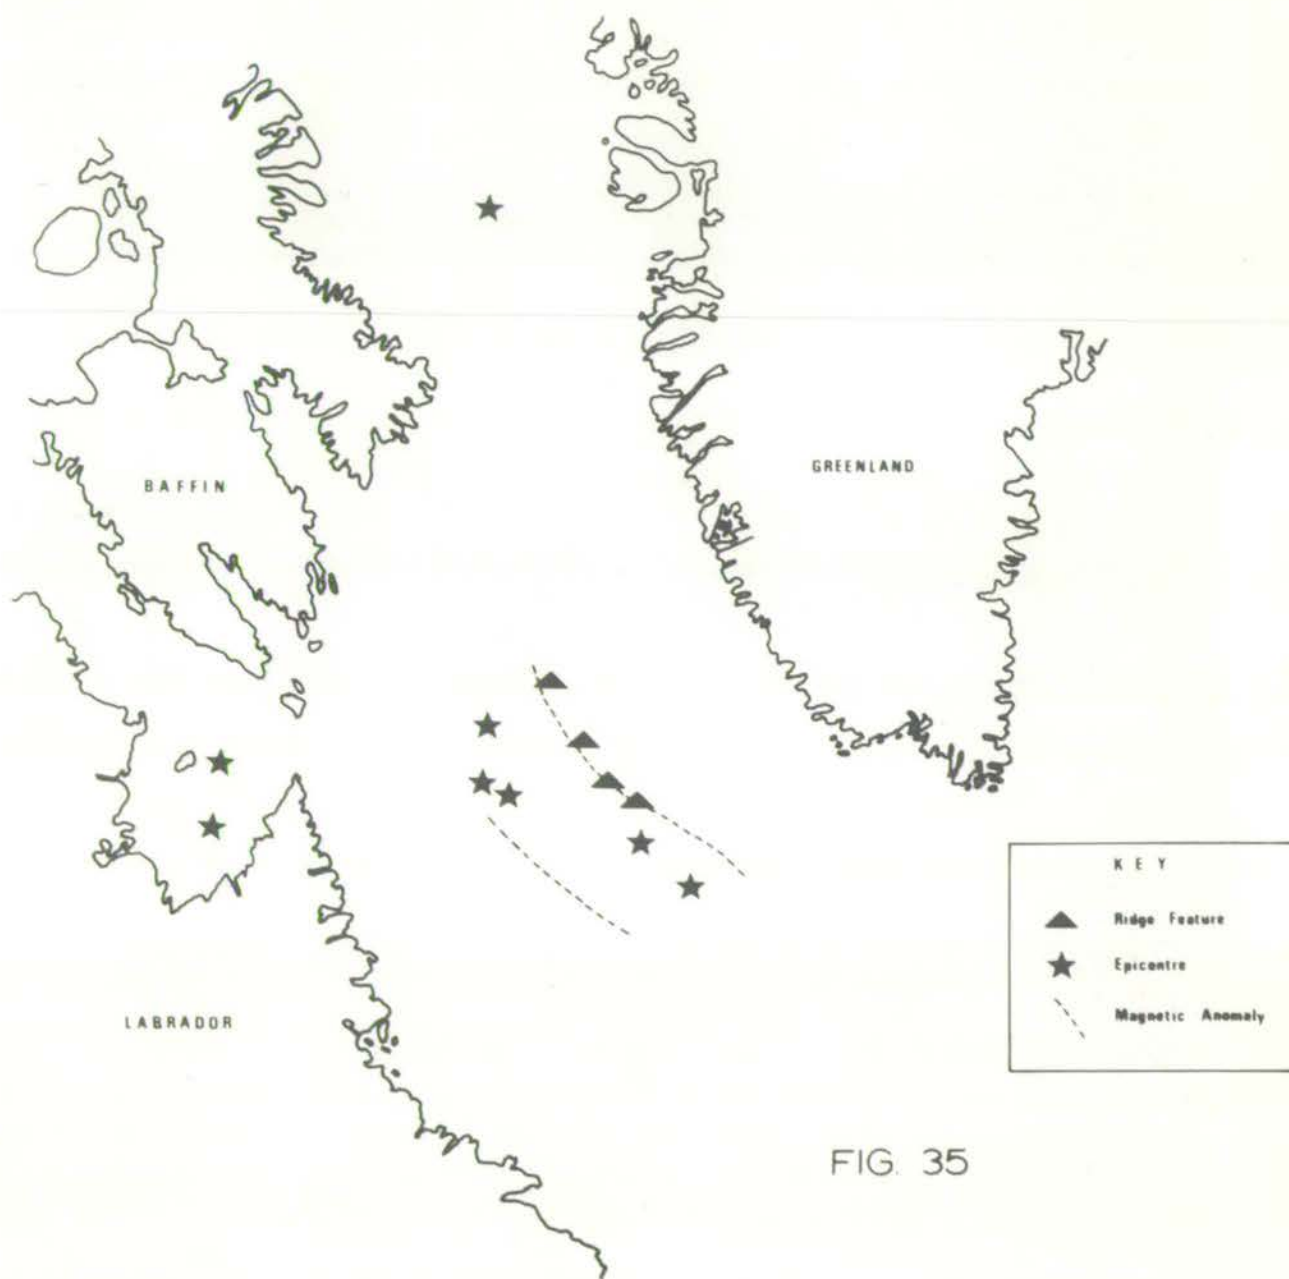 BAFFIN
GREENLAND
LABRADOR
KEY
Ridge Feature
Epicentre
Magnetic Anomaly
FIG. 35